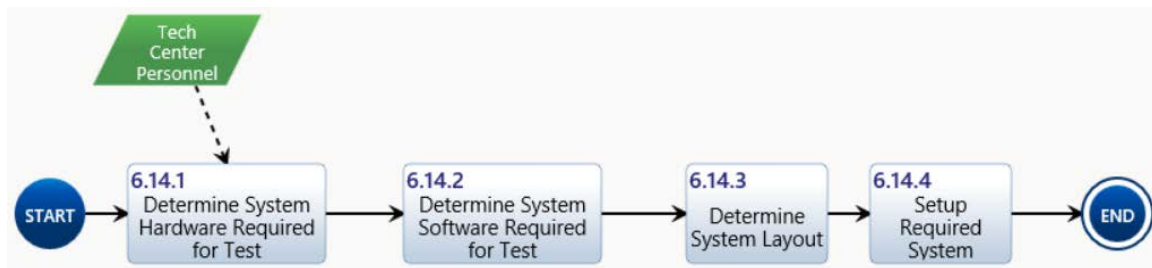 Tech
Center
Personnel
START
6.14.1
Determine System
Hardware Required
for Test
6.14.2
Determine System
Software Required
for Test
6.14.3
Determine
System Layout
6.14.4
Setup
Required
System
END